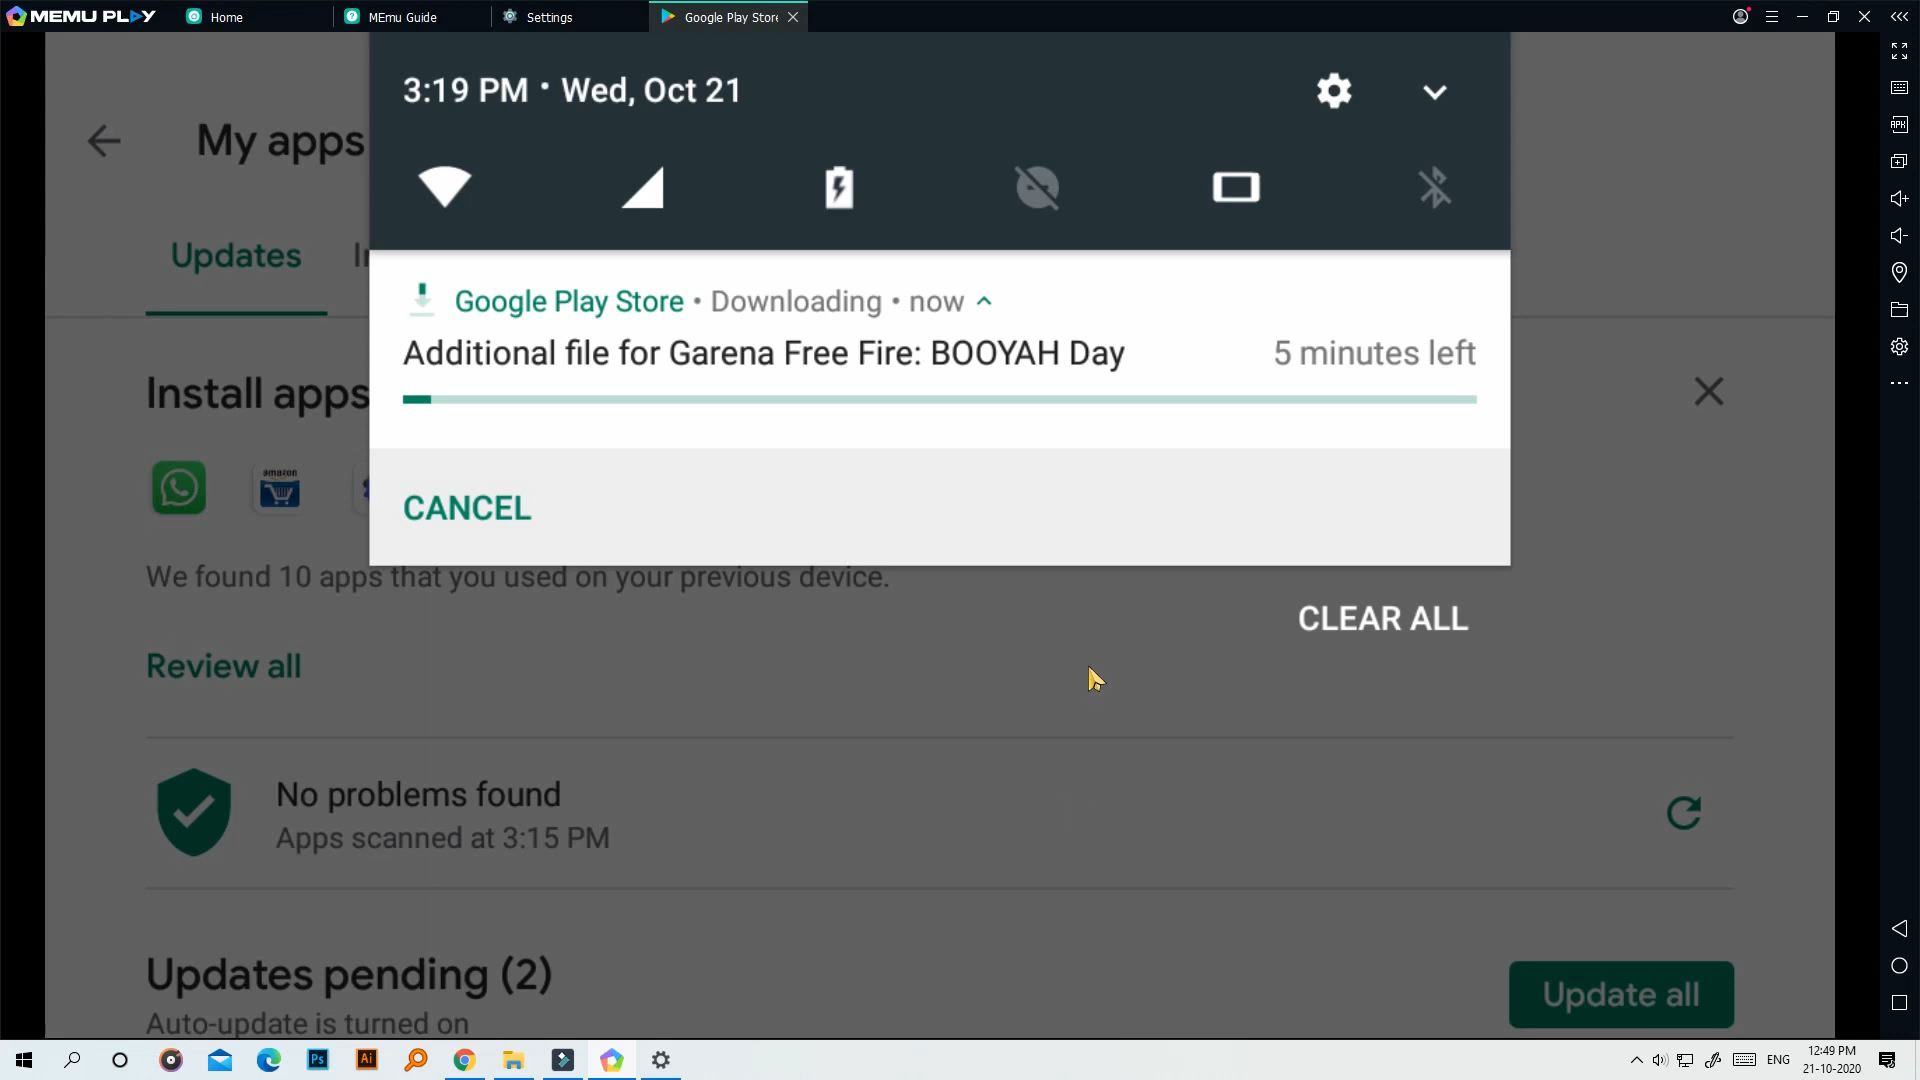 MEMU PLAY
Home
MEmu Guide
Settings
Google Play Store
3:19 PM • Wed, Oct 21
My apps
Updates
Google Play Store • Downloading • now
Additional file for Garena Free Fire: BOOYAH Day
5 minutes left
Install apps
amazon
CANCEL
We found 10 apps that you used on your previous device.
CLEAR ALL
Review all
No problems found
Apps scanned at 3:15 PM
Updates pending (2)
Update all
Auto-update is turned on
APK
Ps
Ai
ENG
12:49 PM
21-10-2020